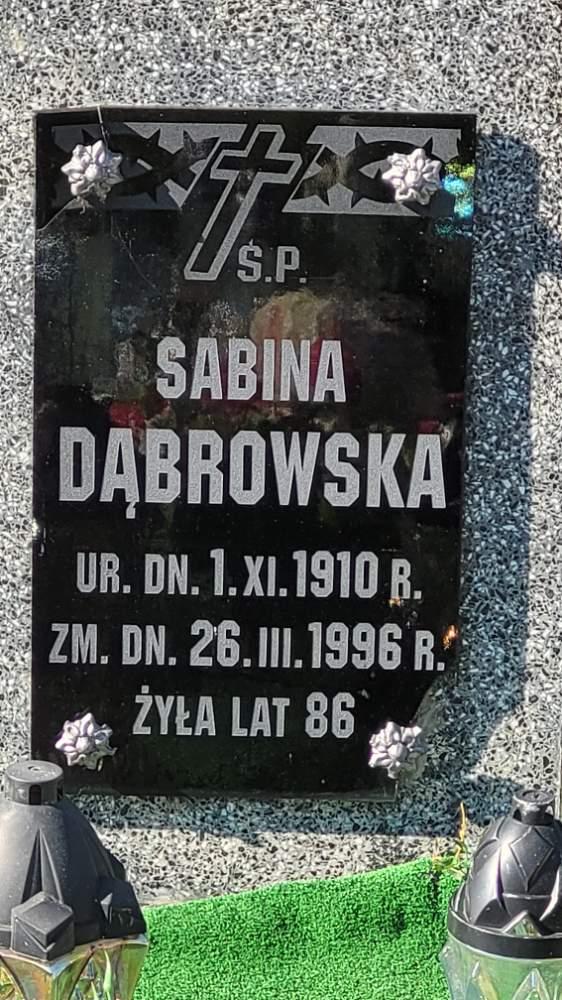 Ś.P.
SABINA
DĄBROWSKA
UR. DN. 1.XI.1910 R.
ZM. DN. 26.III.1996 R.
ŻYŁA LAT 86